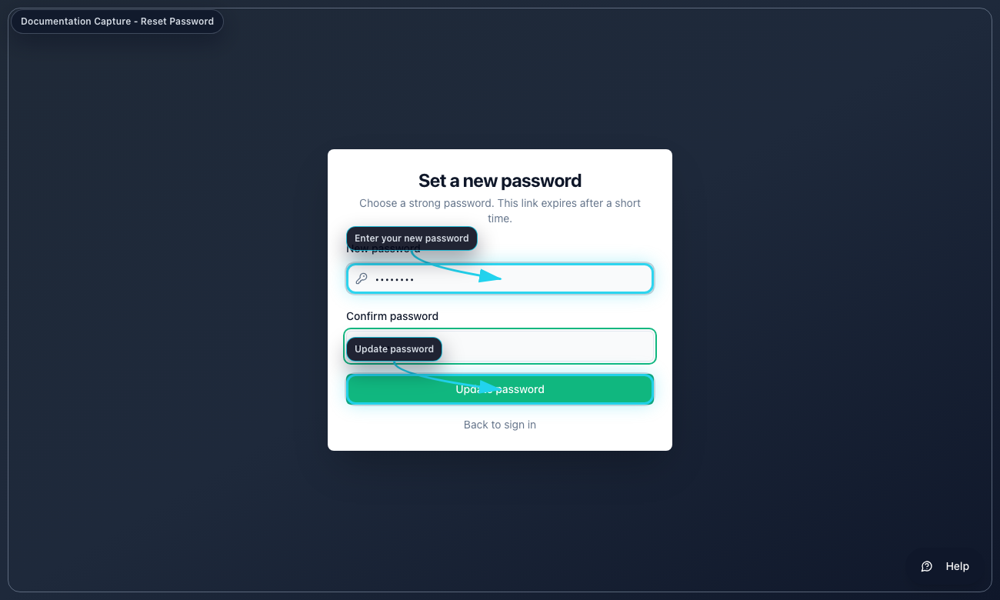 Documentation Capture - Reset Password
Set a new password
Choose a strong password. This link expires after a short
time.
Enter your new password
New password
••••••••
Confirm password
Update password
Update password
Back to sign in
Help